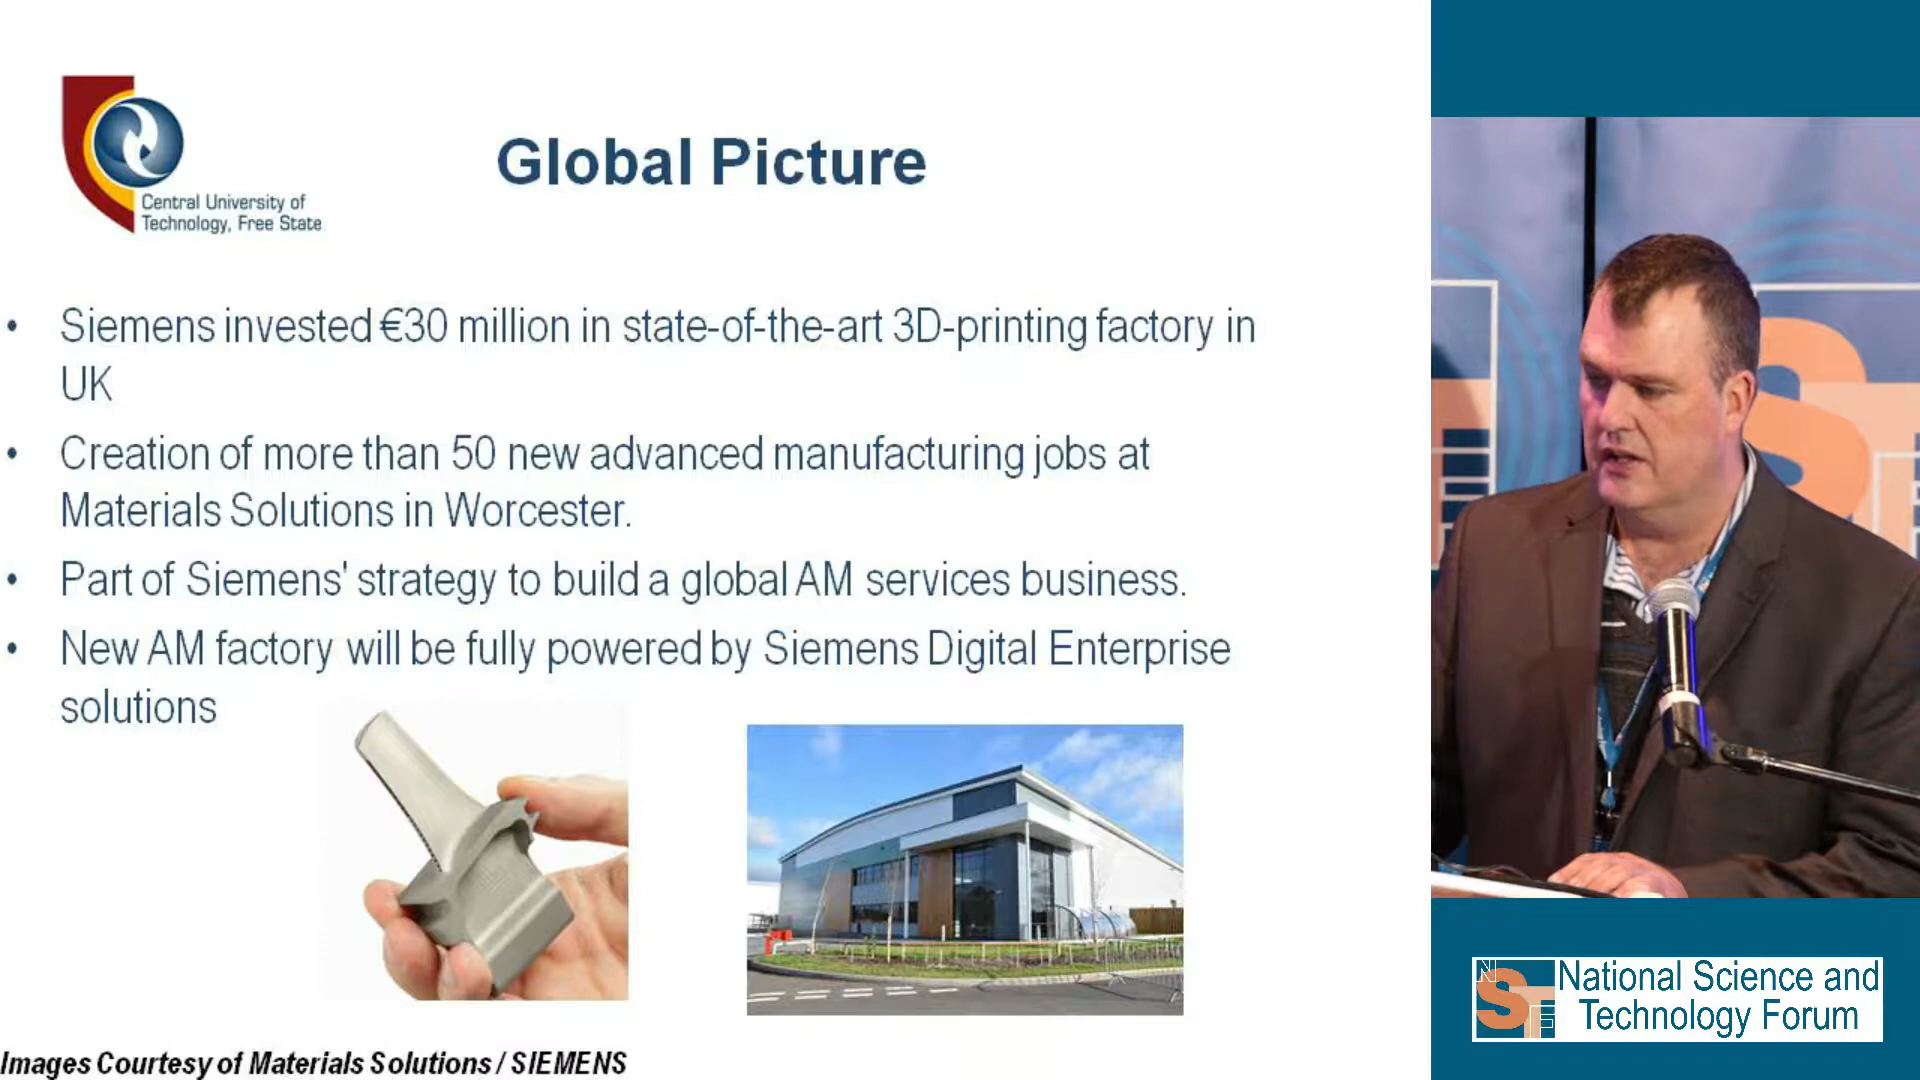 Central University of
Technology, Free State
Global Picture
• Siemens invested €30 million in state-of-the-art 3D-printing factory in
UK
• Creation of more than 50 new advanced manufacturing jobs at
Materials Solutions in Worcester.
• Part of Siemens' strategy to build a global AM services business.
• New AM factory will be fully powered by Siemens Digital Enterprise
solutions
Images Courtesy of Materials Solutions / SIEMENS
NSTF
National Science and
Technology Forum